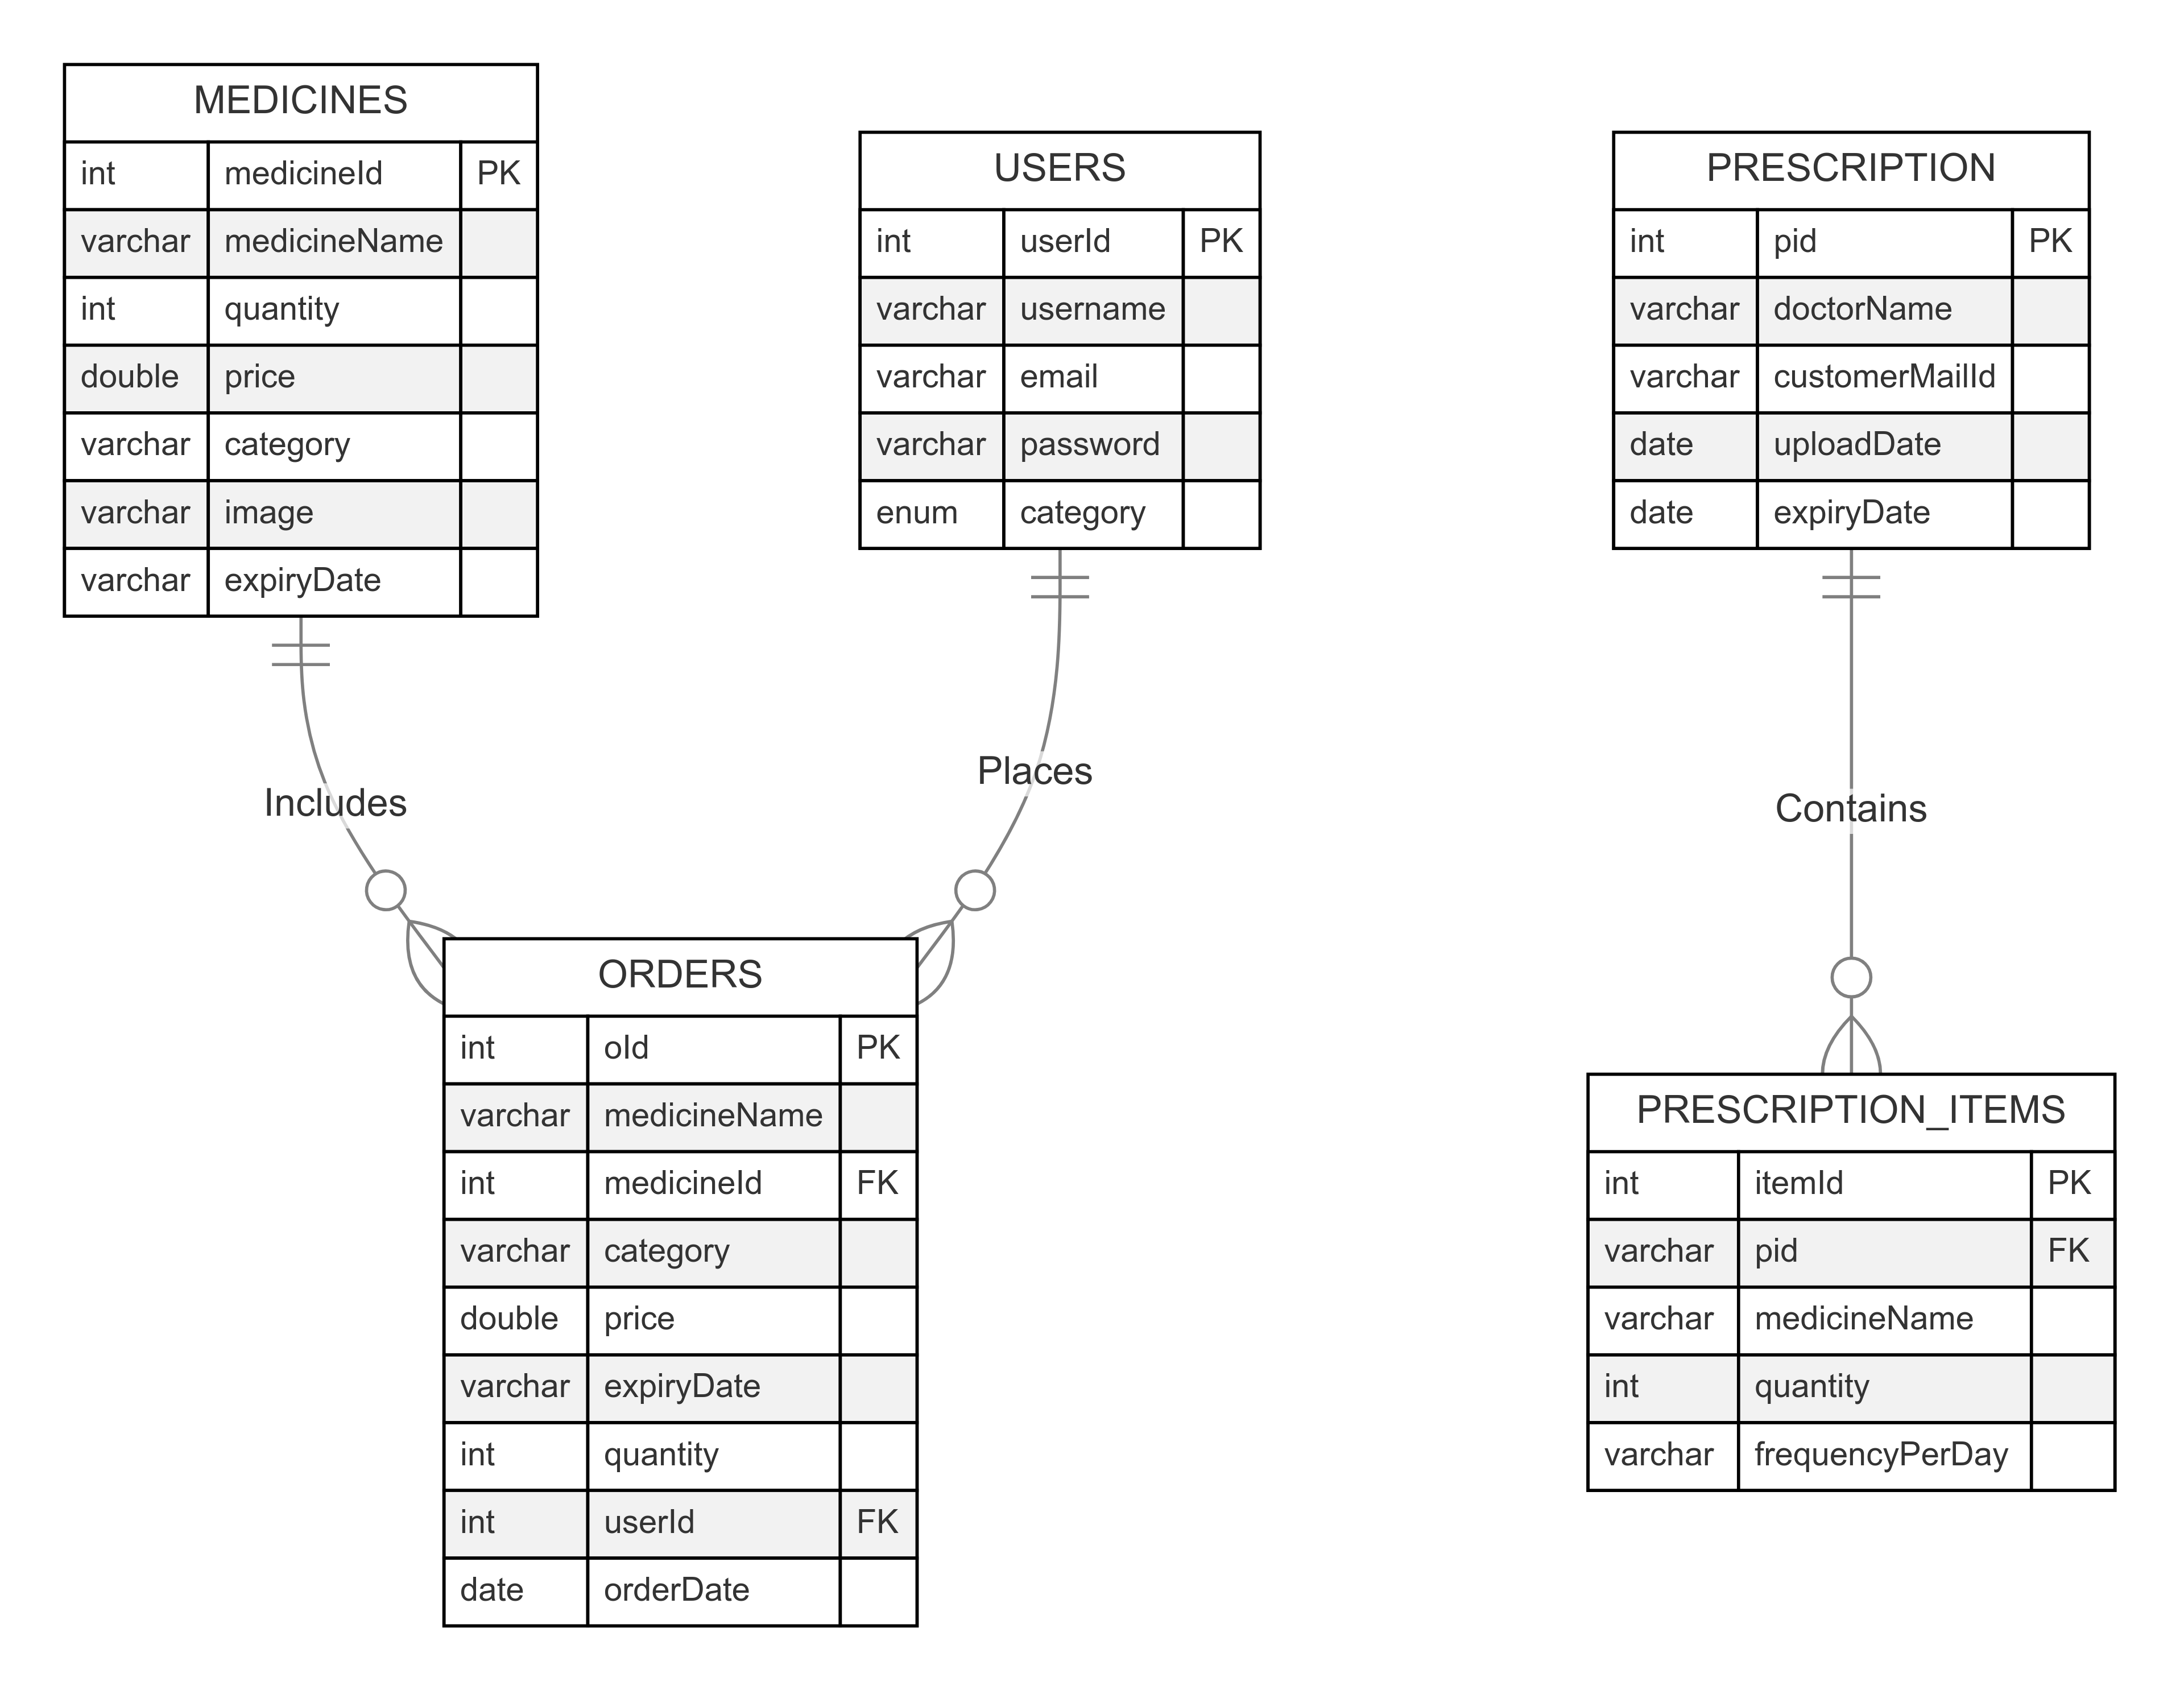 MEDICINES
int medicineId PK
varchar medicineName
int quantity
double price
varchar category
varchar image
varchar expiryDate
USERS
int userId PK
varchar username
varchar email
varchar password
enum category
PRESCRIPTION
int pid PK
varchar doctorName
varchar customerMailId
date uploadDate
date expiryDate
Includes
Places
Contains
ORDERS
int oId PK
varchar medicineName
int medicineId FK
varchar category
double price
varchar expiryDate
int quantity
int userId FK
date orderDate
PRESCRIPTION_ITEMS
int itemId PK
varchar pid FK
varchar medicineName
int quantity
varchar frequencyPerDay